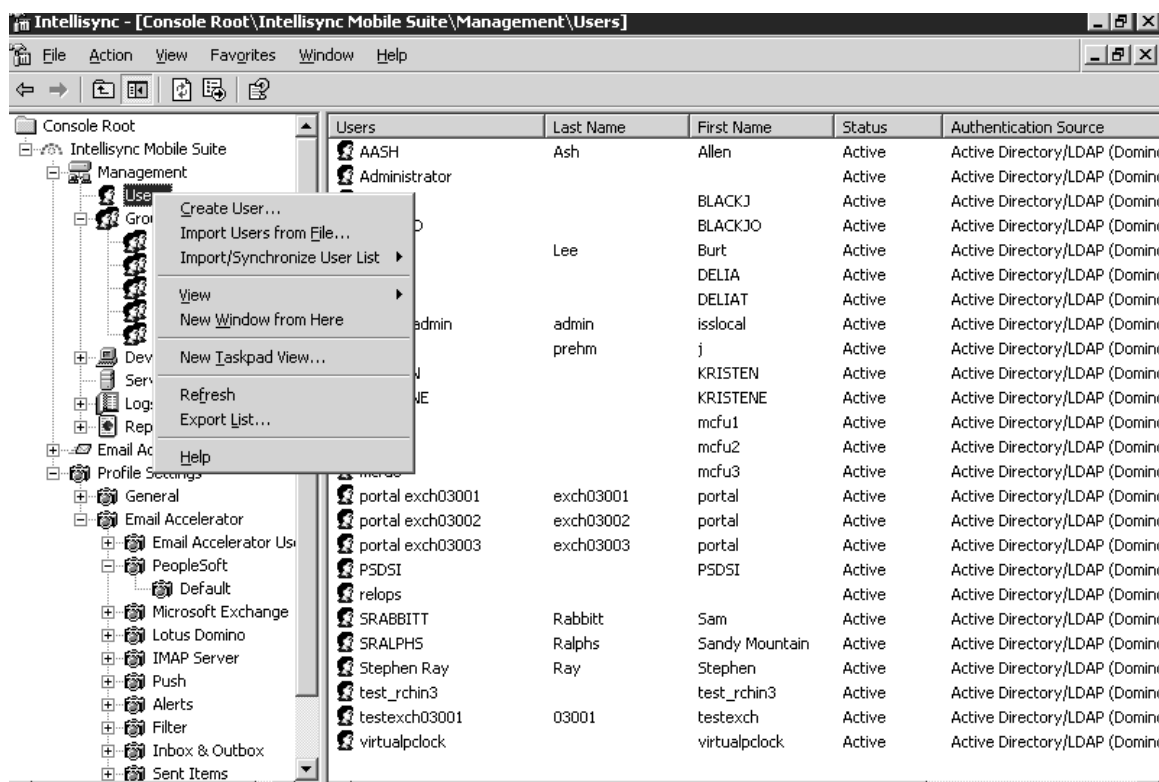 Intellisync - [Console Root\Intellisync Mobile Suite\Management\Users]
File Action View Favorites Window Help
Console Root
Intellisync Mobile Suite
Management
Email Ac
Profile Settings
General
Email Accelerator
Email Accelerator Us
PeopleSoft
Default
Microsoft Exchange
Lotus Domino
IMAP Server
Push
Alerts
Filter
Inbox & Outbox
Sent Items
Create User...
Import Users from File...
Import/Synchronize User List
View
New Window from Here
New Taskpad View...
Refresh
Export List...
Help
Users Last Name First Name Status Authentication Source
AASH Ash Allen Active Active Directory/LDAP (Domin
Administrator Active Active Directory/LDAP (Domin
BLACKJ Active Active Directory/LDAP (Domin
BLACKJO Active Active Directory/LDAP (Domin
Lee Burt Active Active Directory/LDAP (Domin
DELIA Active Active Directory/LDAP (Domin
DELIAT Active Active Directory/LDAP (Domin
admin admin isslocal Active Active Directory/LDAP (Domin
prehm j Active Active Directory/LDAP (Domin
KRISTEN Active Active Directory/LDAP (Domin
KRISTENE Active Active Directory/LDAP (Domin
mcfu1 Active Active Directory/LDAP (Domin
mcfu2 Active Active Directory/LDAP (Domin
mcfu3 Active Active Directory/LDAP (Domin
portal exch03001 exch03001 portal Active Active Directory/LDAP (Domin
portal exch03002 exch03002 portal Active Active Directory/LDAP (Domin
portal exch03003 exch03003 portal Active Active Directory/LDAP (Domin
PSDSI PSDSI Active Active Directory/LDAP (Domin
relops Active Active Directory/LDAP (Domin
SRABBITT Rabbitt Sam Active Active Directory/LDAP (Domin
SRALPHS Ralphs Sandy Mountain Active Active Directory/LDAP (Domin
Stephen Ray Ray Stephen Active Active Directory/LDAP (Domin
test_rchin3 test_rchin3 Active Active Directory/LDAP (Domin
testexch03001 03001 testexch Active Active Directory/LDAP (Domin
virtualpclock virtualpclock Active Active Directory/LDAP (Domin